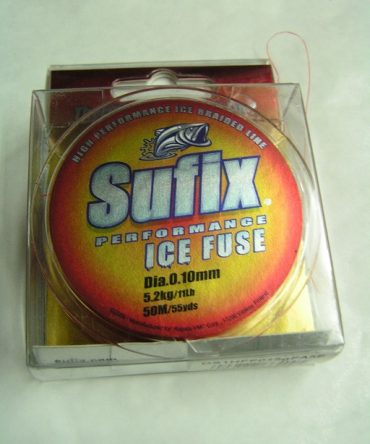 HIGH-PERFORMANCE ICE BRAIDED LINE
Sufix
PERFORMANCE
ICE FUSE
Dia.0.10mm
5.2kg/11Lb
50M/55yds
sufix.com